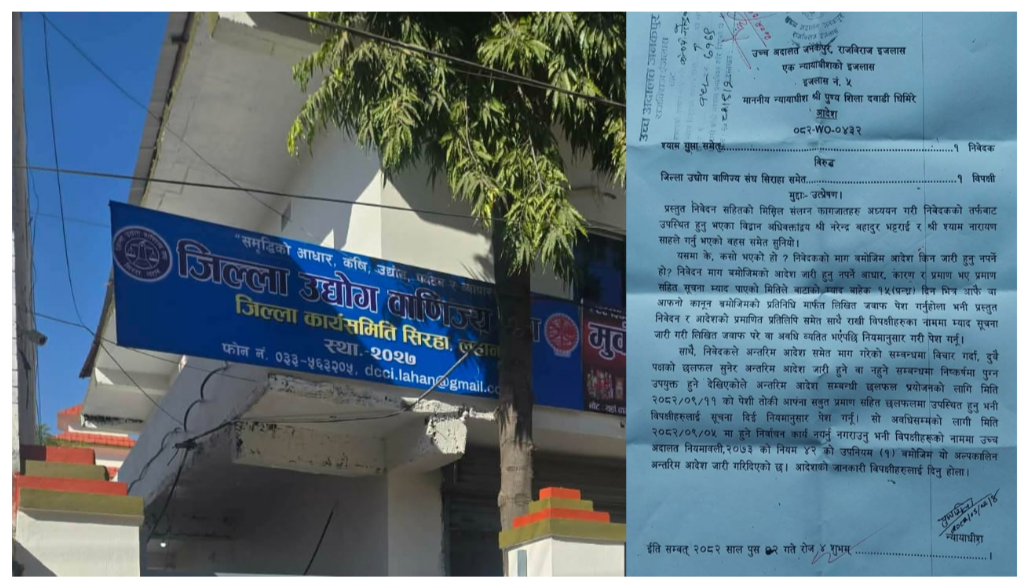 "समृद्धिको आधार, कृषि, उद्योग, पर्यटन र व्यापार
जिल्ला उद्योग वाणिज्य
जिल्ला कार्यसमिति सिरहा, लहान
स्था.-२०२७
फोन नं. ०३३-५६३२०५, dcci.lahan@gmail.co
उच्च अदालत जनकपुर, राजविराज इजलास
एक न्यायाधीशको इजलास
इजलास नं. ५
माननीय न्यायाधीश श्री पुण्य शिला दवाडी घिमिरे
आदेश
०८२-WO-०४३२
श्याम गुप्ता समेत..............................१ निवेदक
विरुद्ध
जिल्ला उद्योग वाणिज्य संघ सिराहा समेत..............................१ विपक्षी
मुद्दाः- उत्प्रेषण।
प्रस्तुत निवेदन सहितको मिसिल संलग्न कागजातहरु अध्ययन गरी निवेदकको तर्फबाट
उपस्थित हुनु भएका विद्वान अधिवक्ताद्वय श्री नरेन्द्र बहादुर भट्टराई र श्री श्याम नारायण
साहले गर्नु भएको बहस समेत सुनियो।
यसमा के, कसो भएको हो ? निवेदकको माग बमोजिम आदेश किन जारी हुनु नपर्ने
हो? निवेदन माग बमोजिमको आदेश जारी हुनु नपर्ने आधार, कारण र प्रमाण भए प्रमाण
सहित सूचना म्याद पाएको मितिले बाटाको म्याद बाहेक १५(पन्ध्र) दिन भित्र आफै वा
आफनो कानून बमोजिमको प्रतिनिधि मार्फत लिखित जवाफ पेश गर्नुहोला भनी प्रस्तुत
निवेदन र आदेशको प्रमाणित प्रतिलिपि समेत साथै राखी विपक्षीहरुका नाममा म्याद सूचना
जारी गरी लिखित जवाफ परे वा अवधि व्यतित भएपछि नियमानुसार गरी पेश गर्नू।
साथै, निवेदकले अन्तरिम आदेश समेत माग गरेको सम्बन्धमा विचार गर्दा, दुवै
पक्षको छलफल सुनेर अन्तरिम आदेश जारी हुने वा नहुने सम्बन्धमा निष्कर्षमा पुग्न
उपयुक्त हुने देखिएकोले अन्तरिम आदेश सम्बन्धी छलफल प्रयोजनको लागि मिति
२०८२/०९/११ को पेशी तोकी आफ्ना सबुत प्रमाण सहित छलफलमा उपस्थित हुनु भनी
विपक्षीहरुलाई सूचना दिई नियमानुसार पेश गर्नू। सो अवधिसम्मको लागी मिति
२०८२/०९/०५ मा हुने निर्वाचन कार्य नगर्नु नगराउनु भनी विपक्षीहरूको नाममा उच्च
अदालत नियमावली,२०७३ को नियम ४२ को उपनियम (१) बमोजिम यो अल्पकालिन
अन्तरिम आदेश जारी गरिदिएको छ। आदेशको जानकारी विपक्षीहरुलाई दिनु होला।
न्यायाधीश
ईति सम्बत् २०८२ साल पुस ०२ गते रोज ४ शुभम् ..............................।